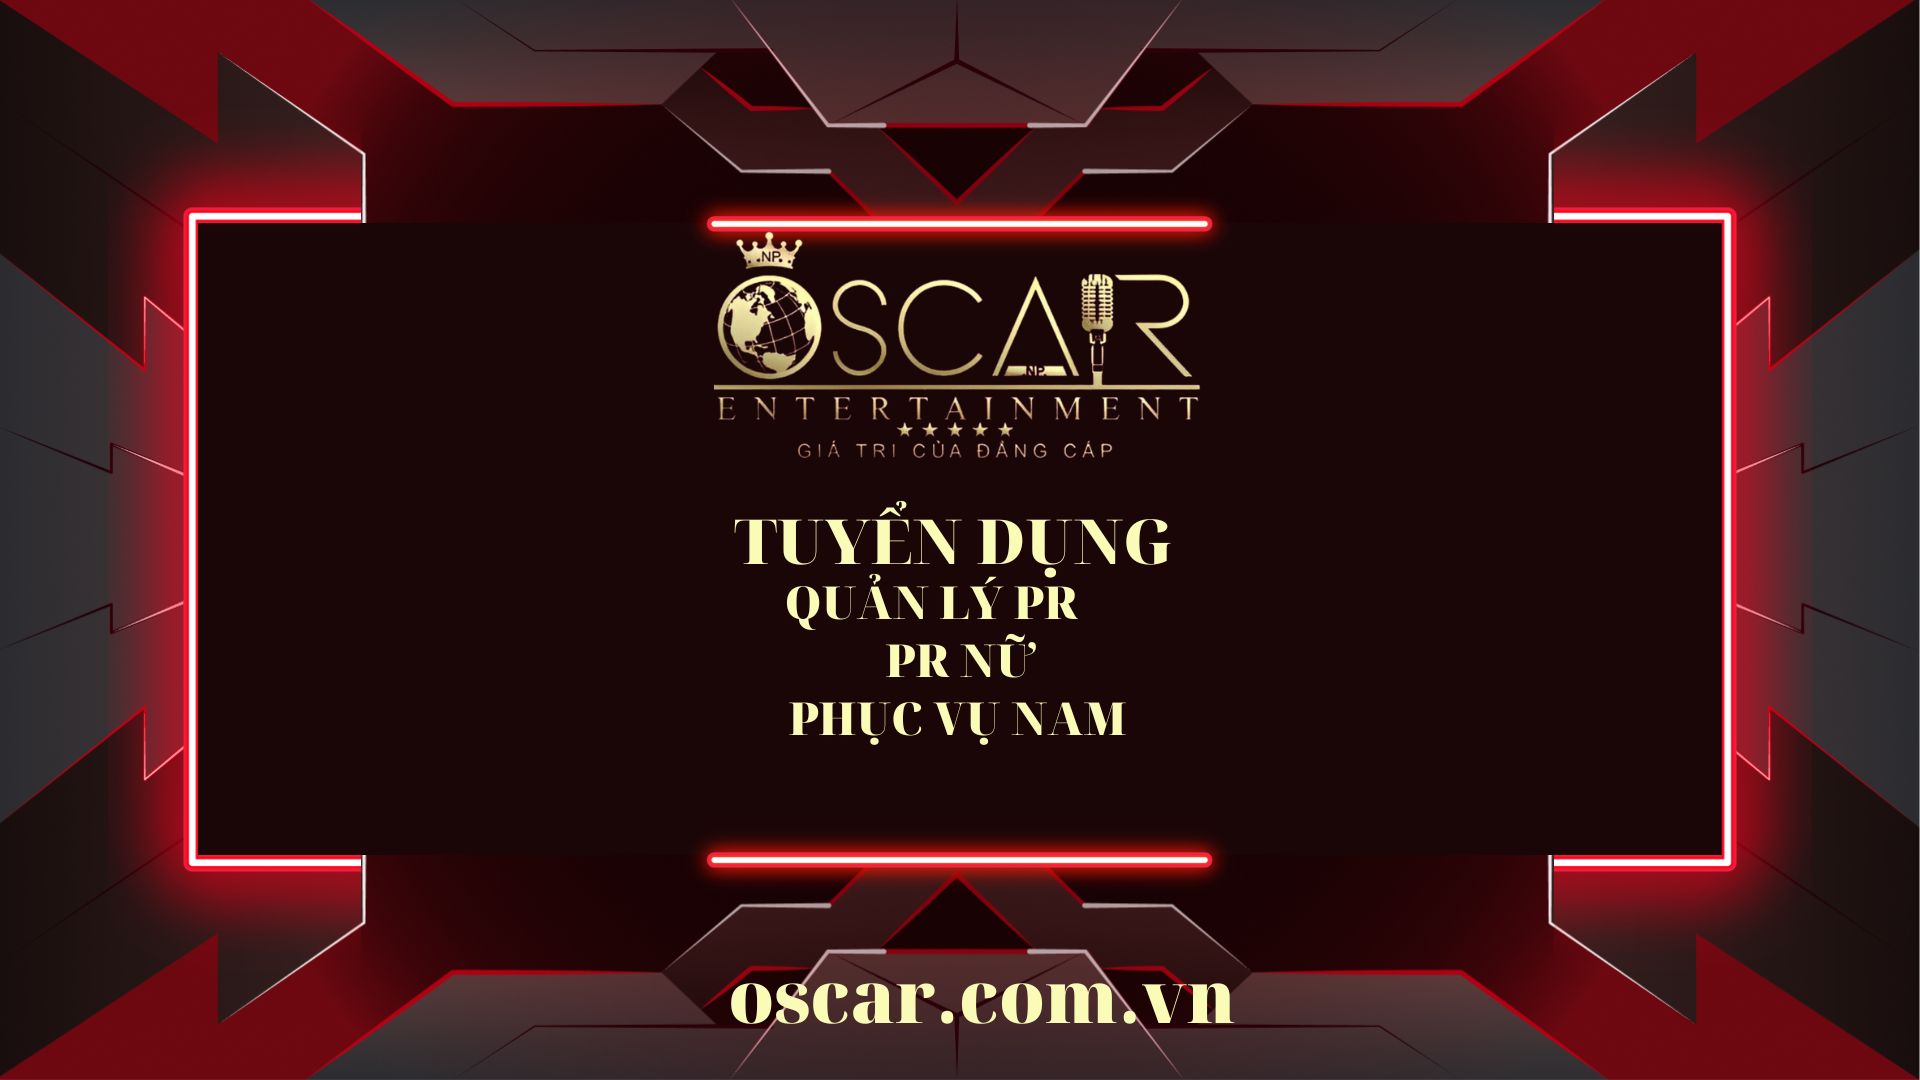 NP.
OSCAR
NP.
ENTERTAINMENT
GIÁ TRI CỦA ĐẲNG CẤP
TUYỂN DỤNG
QUẢN LÝ PR
PR NỮ
PHỤC VỤ NAM
oscar.com.vn